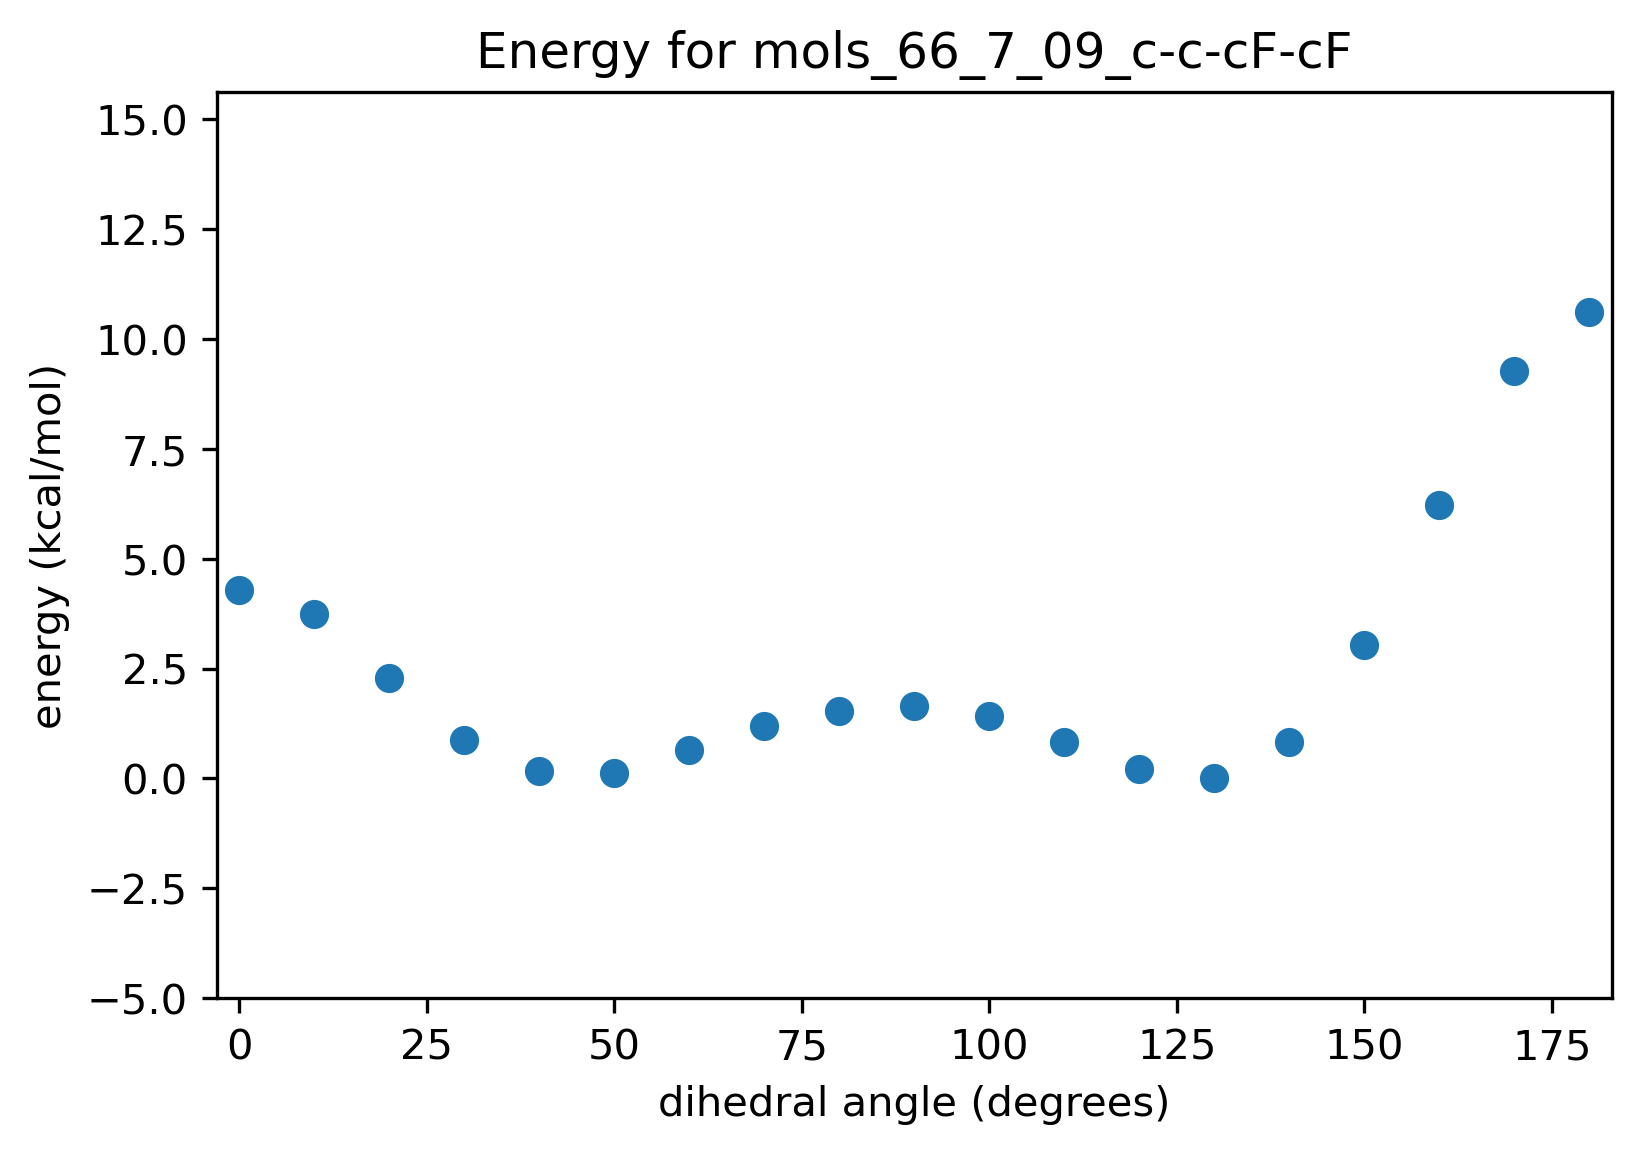 Energy for mols_66_7_09_c-c-cF-cF
15.0
12.5
10.0
7.5
5.0
2.5
0.0
−2.5
−5.0
energy (kcal/mol)
0 25 50 75 100 125 150 175
dihedral angle (degrees)